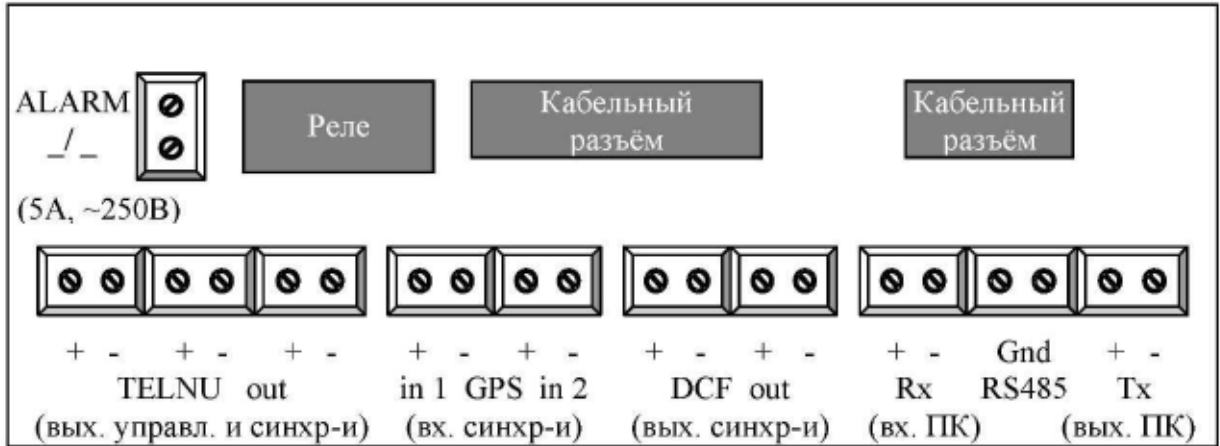 ALARM
_/ _
(5А, ~250В)
Реле
Кабельный
разъём
Кабельный
разъём
+ - + - + - + - + - + - + - + - Gnd + -
TELNU out in 1 GPS in 2 DCF out Rx RS485 Tx
(вых. управл. и синхр-и) (вх. синхр-и) (вых. синхр-и) (вх. ПК) (вых. ПК)